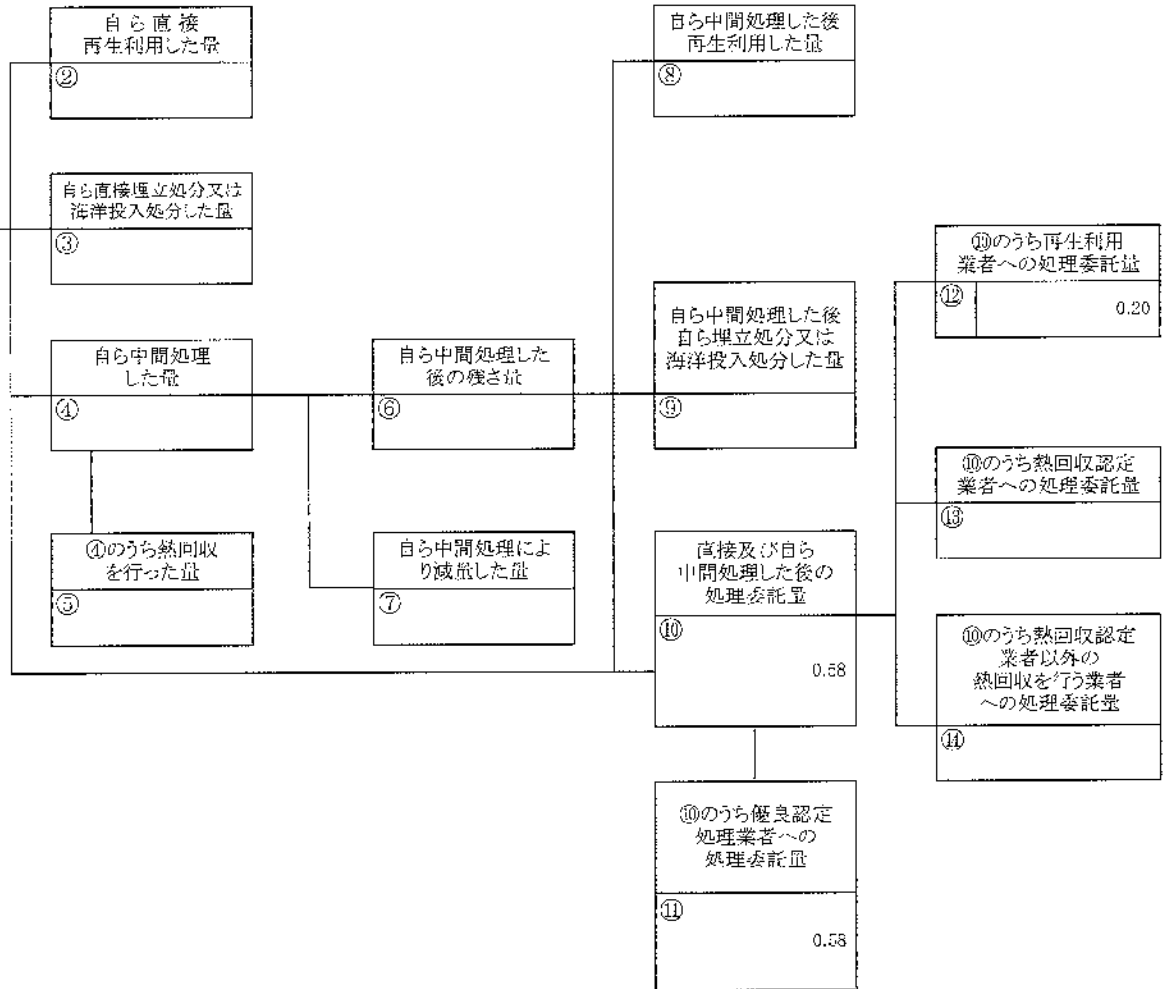 自ら直接
再生利用した量
②
自ら中間処理した後
再生利用した量
⑧
自ら直接埋立処分又は
海洋投入処分した量
③
⑩のうち再生利用
業者への処理委託量
⑫
0.20
自ら中間処理した後
自ら埋立処分又は
海洋投入処分した量
⑨
自ら中間処理
した量
④
自ら中間処理した
後の残さ量
⑥
⑩のうち熱回収認定
業者への処理委託量
⑬
④のうち熱回収
を行った量
⑤
自ら中間処理によ
り減量した量
⑦
直接及び自ら
中間処理した後の
処理委託量
⑩
0.58
⑩のうち熱回収認定
業者以外の
熱回収を行う業者
への処理委託量
⑭
⑩のうち優良認定
処理業者への
処理委託量
⑪
0.58